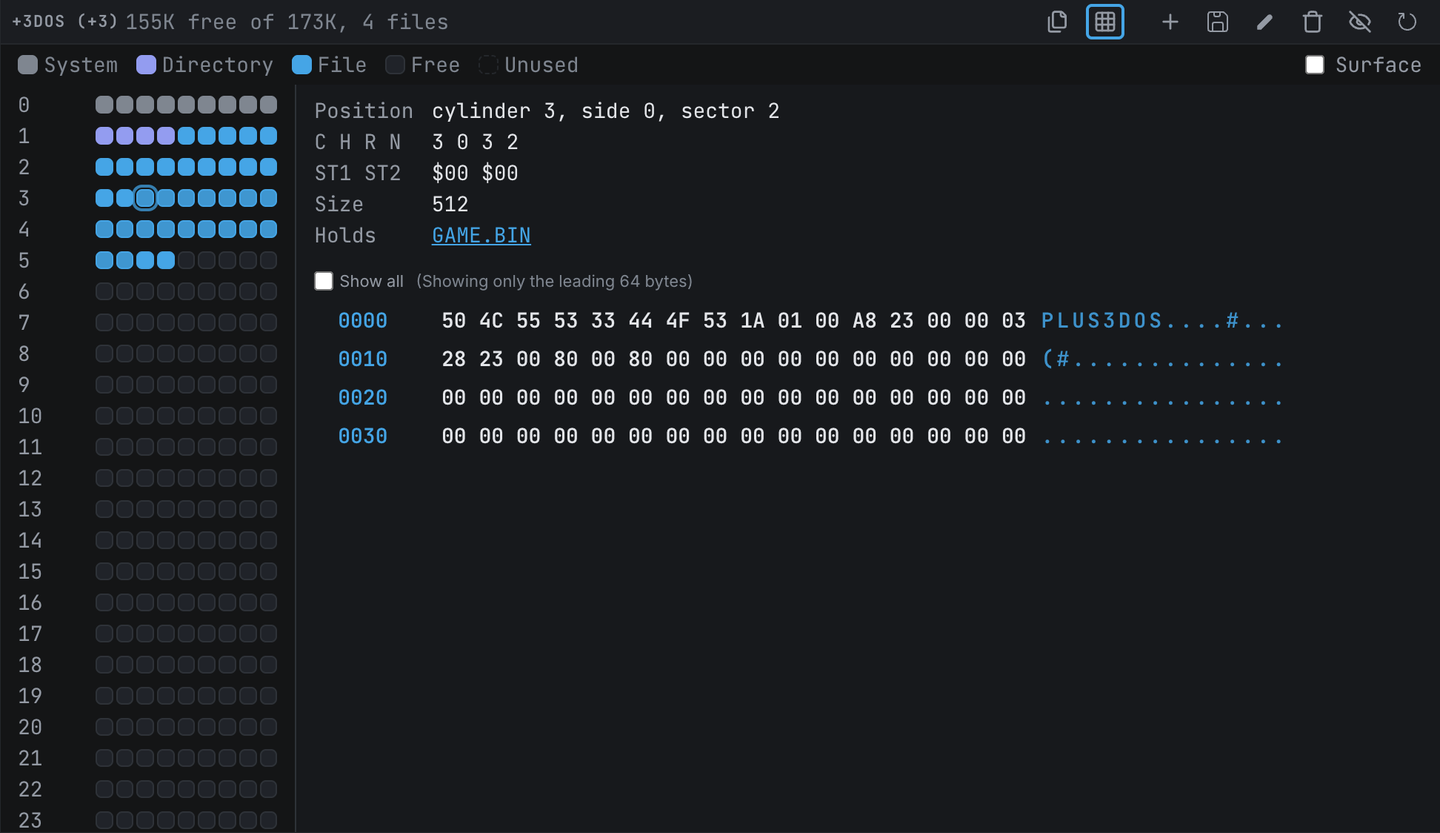 +3DOS (+3) 155K free of 173K, 4 files
System Directory File Free Unused Surface
0
1
2
3
4
5
6
7
8
9
10
11
12
13
14
15
16
17
18
19
20
21
22
23
Position cylinder 3, side 0, sector 2
C H R N 3 0 3 2
ST1 ST2 $00 $00
Size 512
Holds GAME.BIN
Show all (Showing only the leading 64 bytes)
0000 50 4C 55 53 33 44 4F 53 1A 01 00 A8 23 00 00 03 PLUS3DOS....#...
0010 28 23 00 80 00 80 00 00 00 00 00 00 00 00 00 00 (#..............
0020 00 00 00 00 00 00 00 00 00 00 00 00 00 00 00 00 ................
0030 00 00 00 00 00 00 00 00 00 00 00 00 00 00 00 00 ................